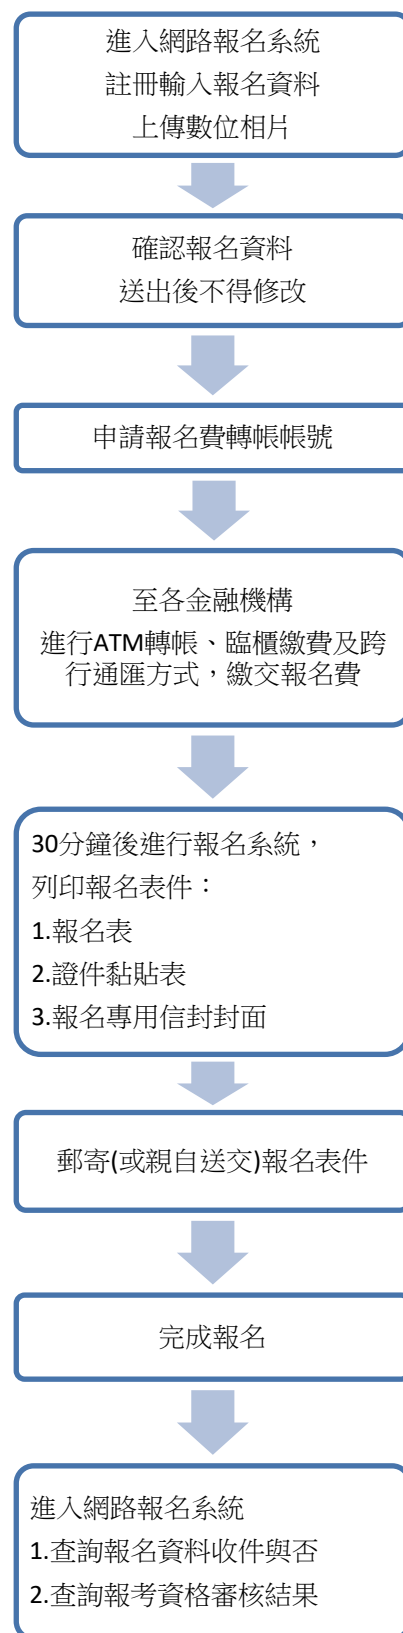 進入網路報名系統
註冊輸入報名資料
上傳數位相片
確認報名資料
送出後不得修改
申請報名費轉帳帳號
至各金融機構
進行ATM轉帳、臨櫃繳費及跨
行通匯方式，繳交報名費
30分鐘後進行報名系統，
列印報名表件：
1.報名表
2.證件黏貼表
3.報名專用信封封面
郵寄(或親自送交)報名表件
完成報名
進入網路報名系統
1.查詢報名資料收件與否
2.查詢報考資格審核結果